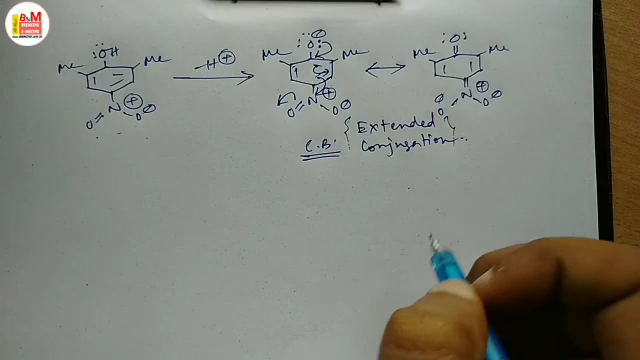 B&M
:OH
Me
Me
-H⊕
N⊕
O
O⊖
:O:⊖
Me
Me
N⊕
O
O⊖
:O:
Me
Me
N⊕
⊖O
O⊖
C.B.
{Extended
Conjugation}..